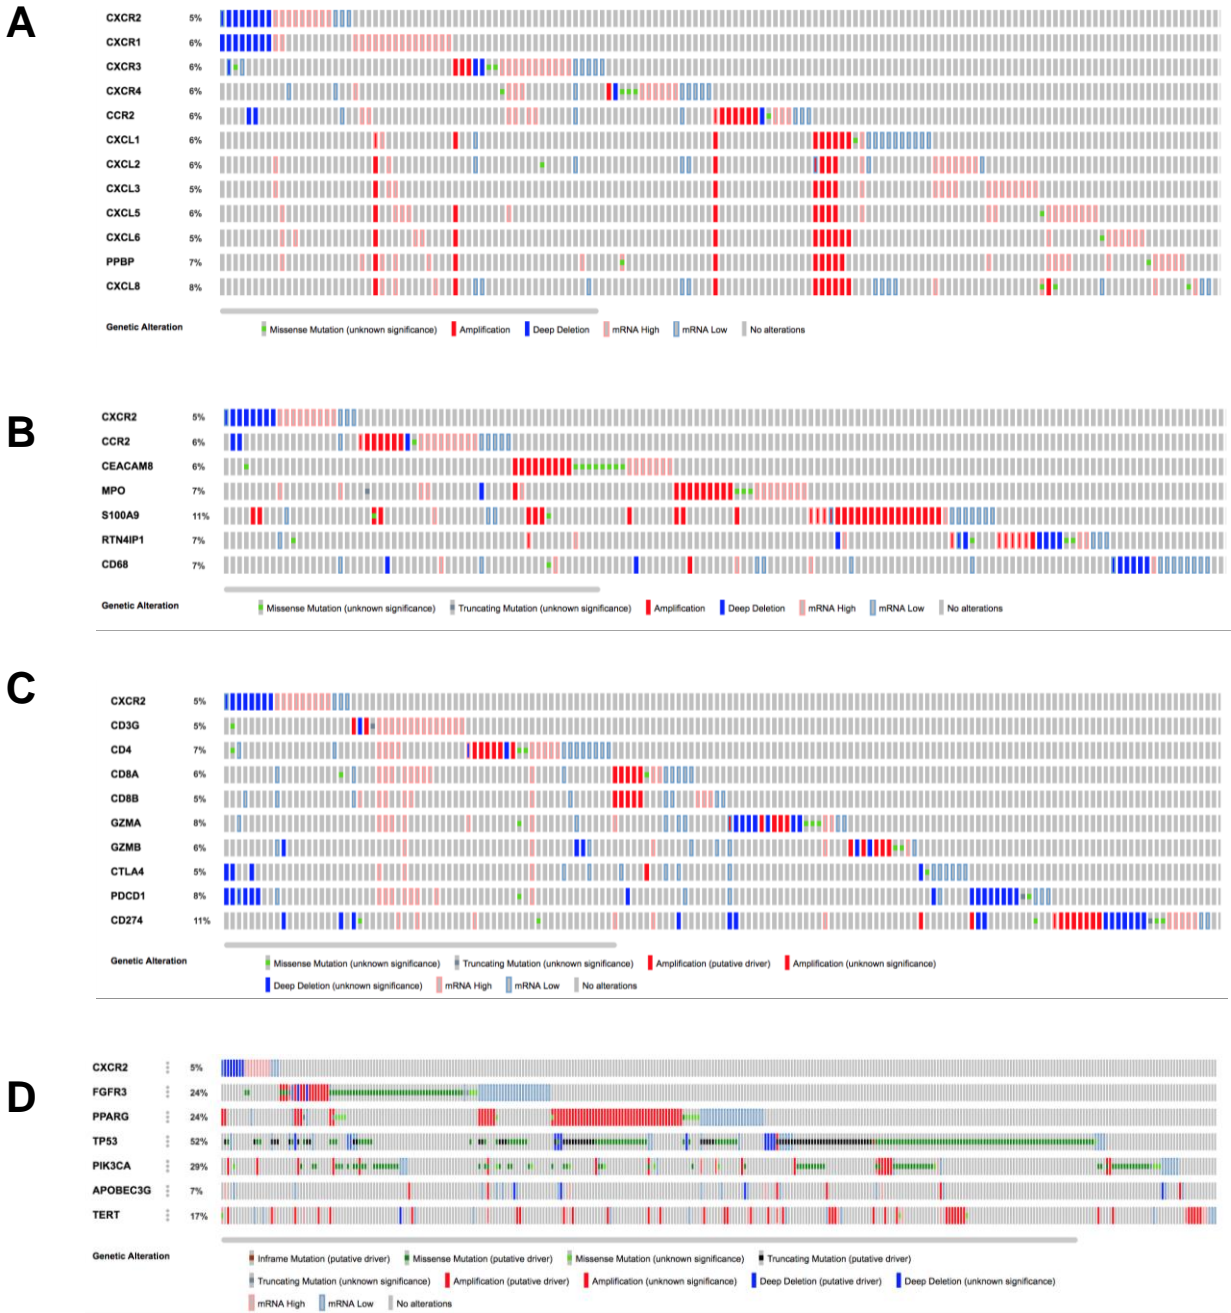 A
CXCR2 5%
CXCR1 6%
CXCR3 6%
CXCR4 6%
CCR2 6%
CXCL1 6%
CXCL2 6%
CXCL3 5%
CXCL5 6%
CXCL6 5%
PPBP 7%
CXCL8 8%
Genetic Alteration Missense Mutation (unknown significance) Amplification Deep Deletion mRNA High mRNA Low No alterations
B
CXCR2 5%
CCR2 6%
CEACAM8 6%
MPO 7%
S100A9 11%
RTN4IP1 7%
CD68 7%
Genetic Alteration Missense Mutation (unknown significance) Truncating Mutation (unknown significance) Amplification Deep Deletion mRNA High mRNA Low No alterations
C
CXCR2 5%
CD3G 5%
CD4 7%
CD8A 6%
CD8B 5%
GZMA 8%
GZMB 6%
CTLA4 5%
PDCD1 8%
CD274 11%
Genetic Alteration Missense Mutation (unknown significance) Truncating Mutation (unknown significance) Amplification (putative driver) Amplification (unknown significance)
Deep Deletion (unknown significance) mRNA High mRNA Low No alterations
D
CXCR2 5%
FGFR3 24%
PPARG 24%
TP53 52%
PIK3CA 29%
APOBEC3G 7%
TERT 17%
Genetic Alteration Inframe Mutation (putative driver) Missense Mutation (putative driver) Missense Mutation (unknown significance) Truncating Mutation (putative driver)
Truncating Mutation (unknown significance) Amplification (putative driver) Amplification (unknown significance) Deep Deletion (putative driver) Deep Deletion (unknown significance)
mRNA High mRNA Low No alterations